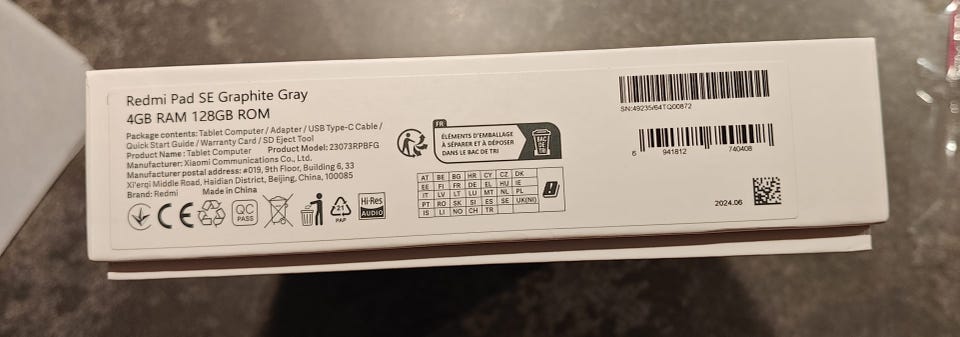 Redmi Pad SE Graphite Gray
4GB RAM 128GB ROM
Package contents: Tablet Computer / Adapter / USB Type-C Cable /
Quick Start Guide / Warranty Card / SD Eject Tool
Product Name : Tablet Computer Product Model: 23073RPBFG
Manufacturer: Xiaomi Communications Co., Ltd.
Manufacturer postal address: #019, 9th Floor, Building 6, 33
Xi'erqi Middle Road, Haidian District, Beijing, China, 100085
Brand: Redmi Made in China
CE
QC
PASS
21
PAP
Hi-Res
AUDIO
FR
ÉLÉMENTS D'EMBALLAGE
À SÉPARER ET À DÉPOSER
DANS LE BAC DE TRI
BAC
DE
TRI
AT BE BG HR CY CZ DK
EE FI FR DE EL HU IE
IT LV LT LU MT NL PL
PT RO SK SI ES SE UK(NI)
IS LI NO CH TR
SN:49235/64TQ00872
6 941812 740408
2024.06